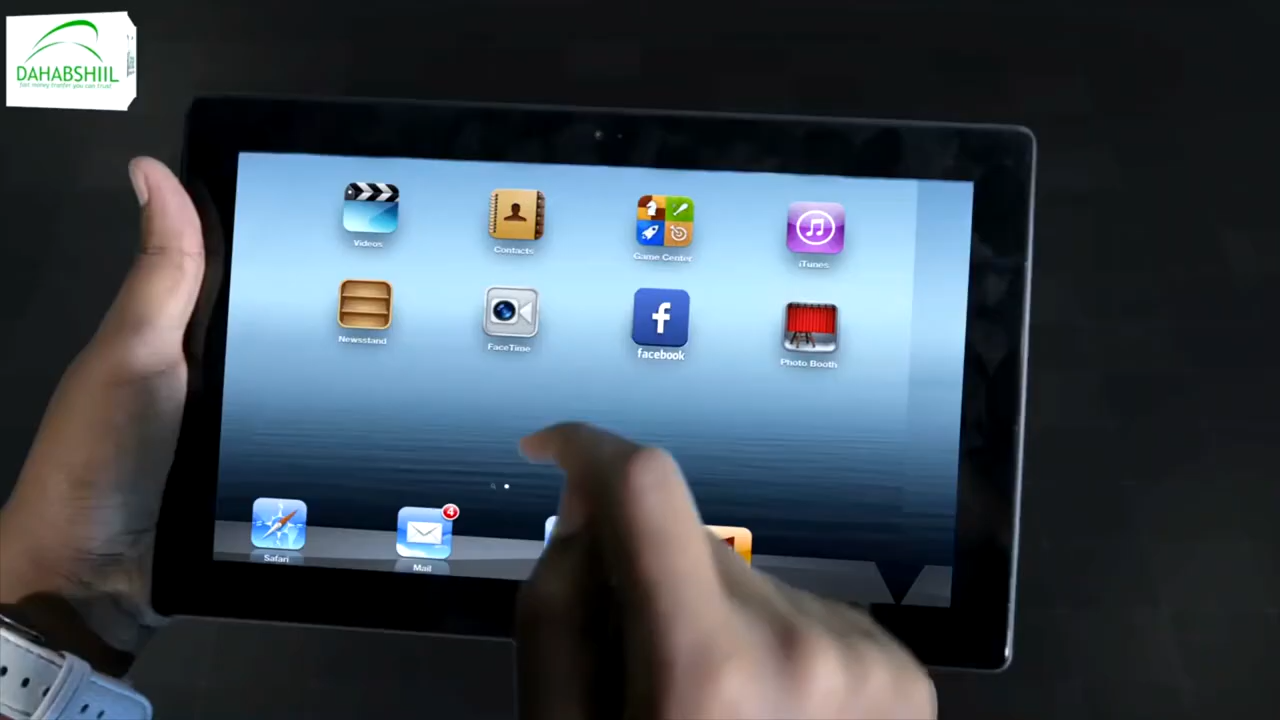 DAHABSHIIL
Videos
Contacts
Game Center
iTunes
Newsstand
FaceTime
f
facebook
Photo Booth
4
Safari
Mail